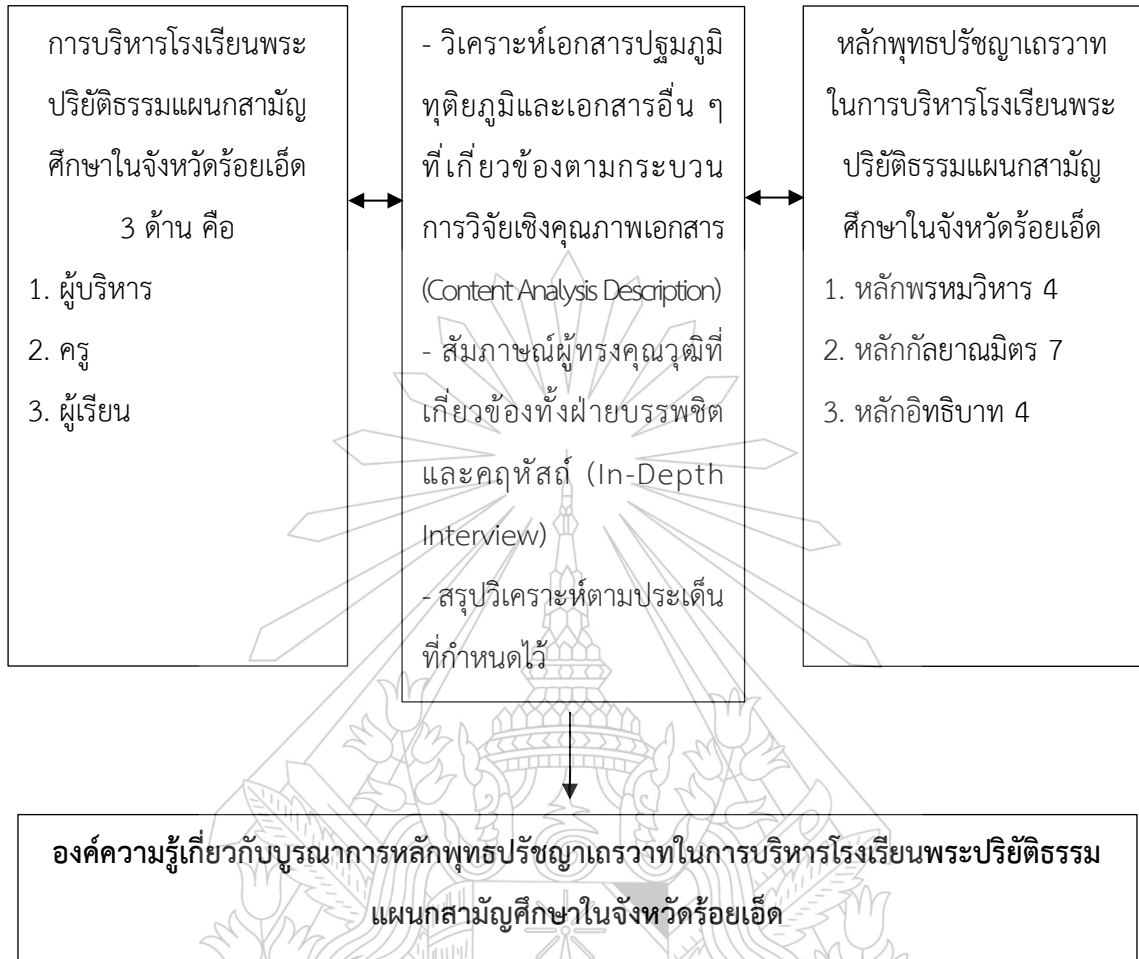 การบริหารโรงเรียนพระ
ปริยัติธรรมแผนกสามัญ
ศึกษาในจังหวัดร้อยเอ็ด
3 ด้าน คือ
1. ผู้บริหาร
2. ครู
3. ผู้เรียน
- วิเคราะห์เอกสารปฐมภูมิ
ทุติยภูมิและเอกสารอื่น ๆ
ที่เกี่ยวข้องตามกระบวน
การวิจัยเชิงคุณภาพเอกสาร
(Content Analysis Description)
- สัมภาษณ์ผู้ทรงคุณวุฒิที่
เกี่ยวข้องทั้งฝ่ายบรรพชิต
และคฤหัสถ์ (In-Depth
Interview)
- สรุปวิเคราะห์ตามประเด็น
ที่กำหนดไว้
หลักพุทธปรัชญาเถรวาท
ในการบริหารโรงเรียนพระ
ปริยัติธรรมแผนกสามัญ
ศึกษาในจังหวัดร้อยเอ็ด
1. หลักพรหมวิหาร 4
2. หลักกัลยาณมิตร 7
3. หลักอิทธิบาท 4
องค์ความรู้เกี่ยวกับบูรณาการหลักพุทธปรัชญาเถรวาทในการบริหารโรงเรียนพระปริยัติธรรม
แผนกสามัญศึกษาในจังหวัดร้อยเอ็ด